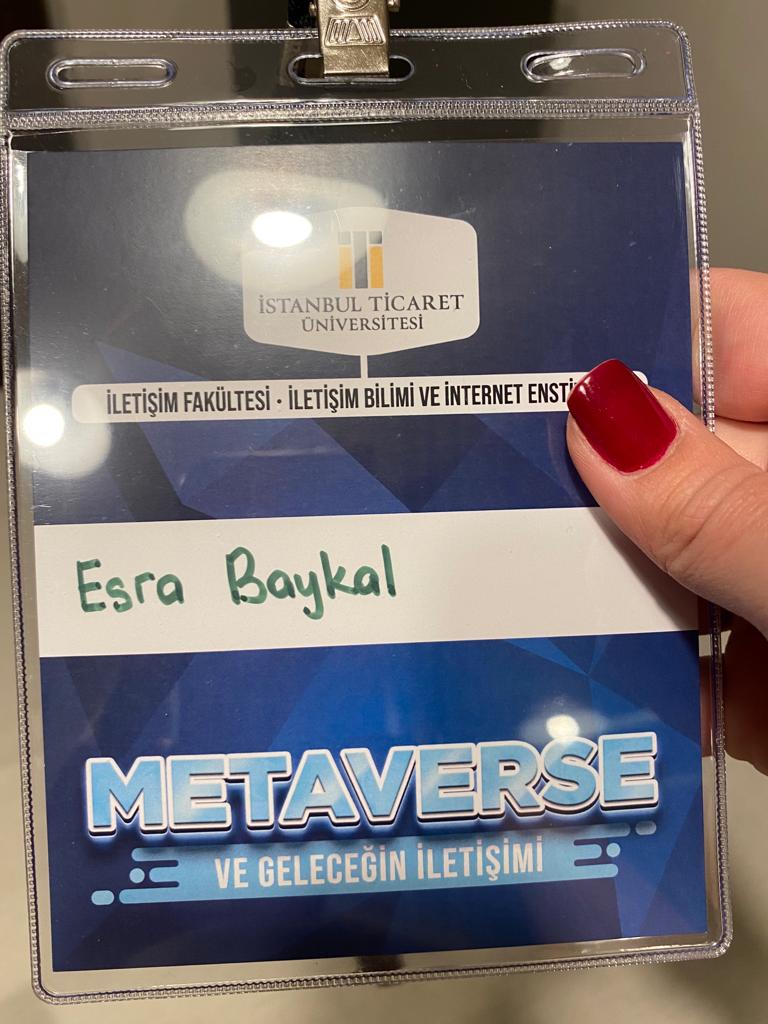 İSTANBUL TİCARET
ÜNİVERSİTESİ
İLETİŞİM FAKÜLTESİ · İLETİŞİM BİLİMİ VE İNTERNET
Esra Baykal
METAVERSE
VE GELECEĞİN İLETİŞİMİ